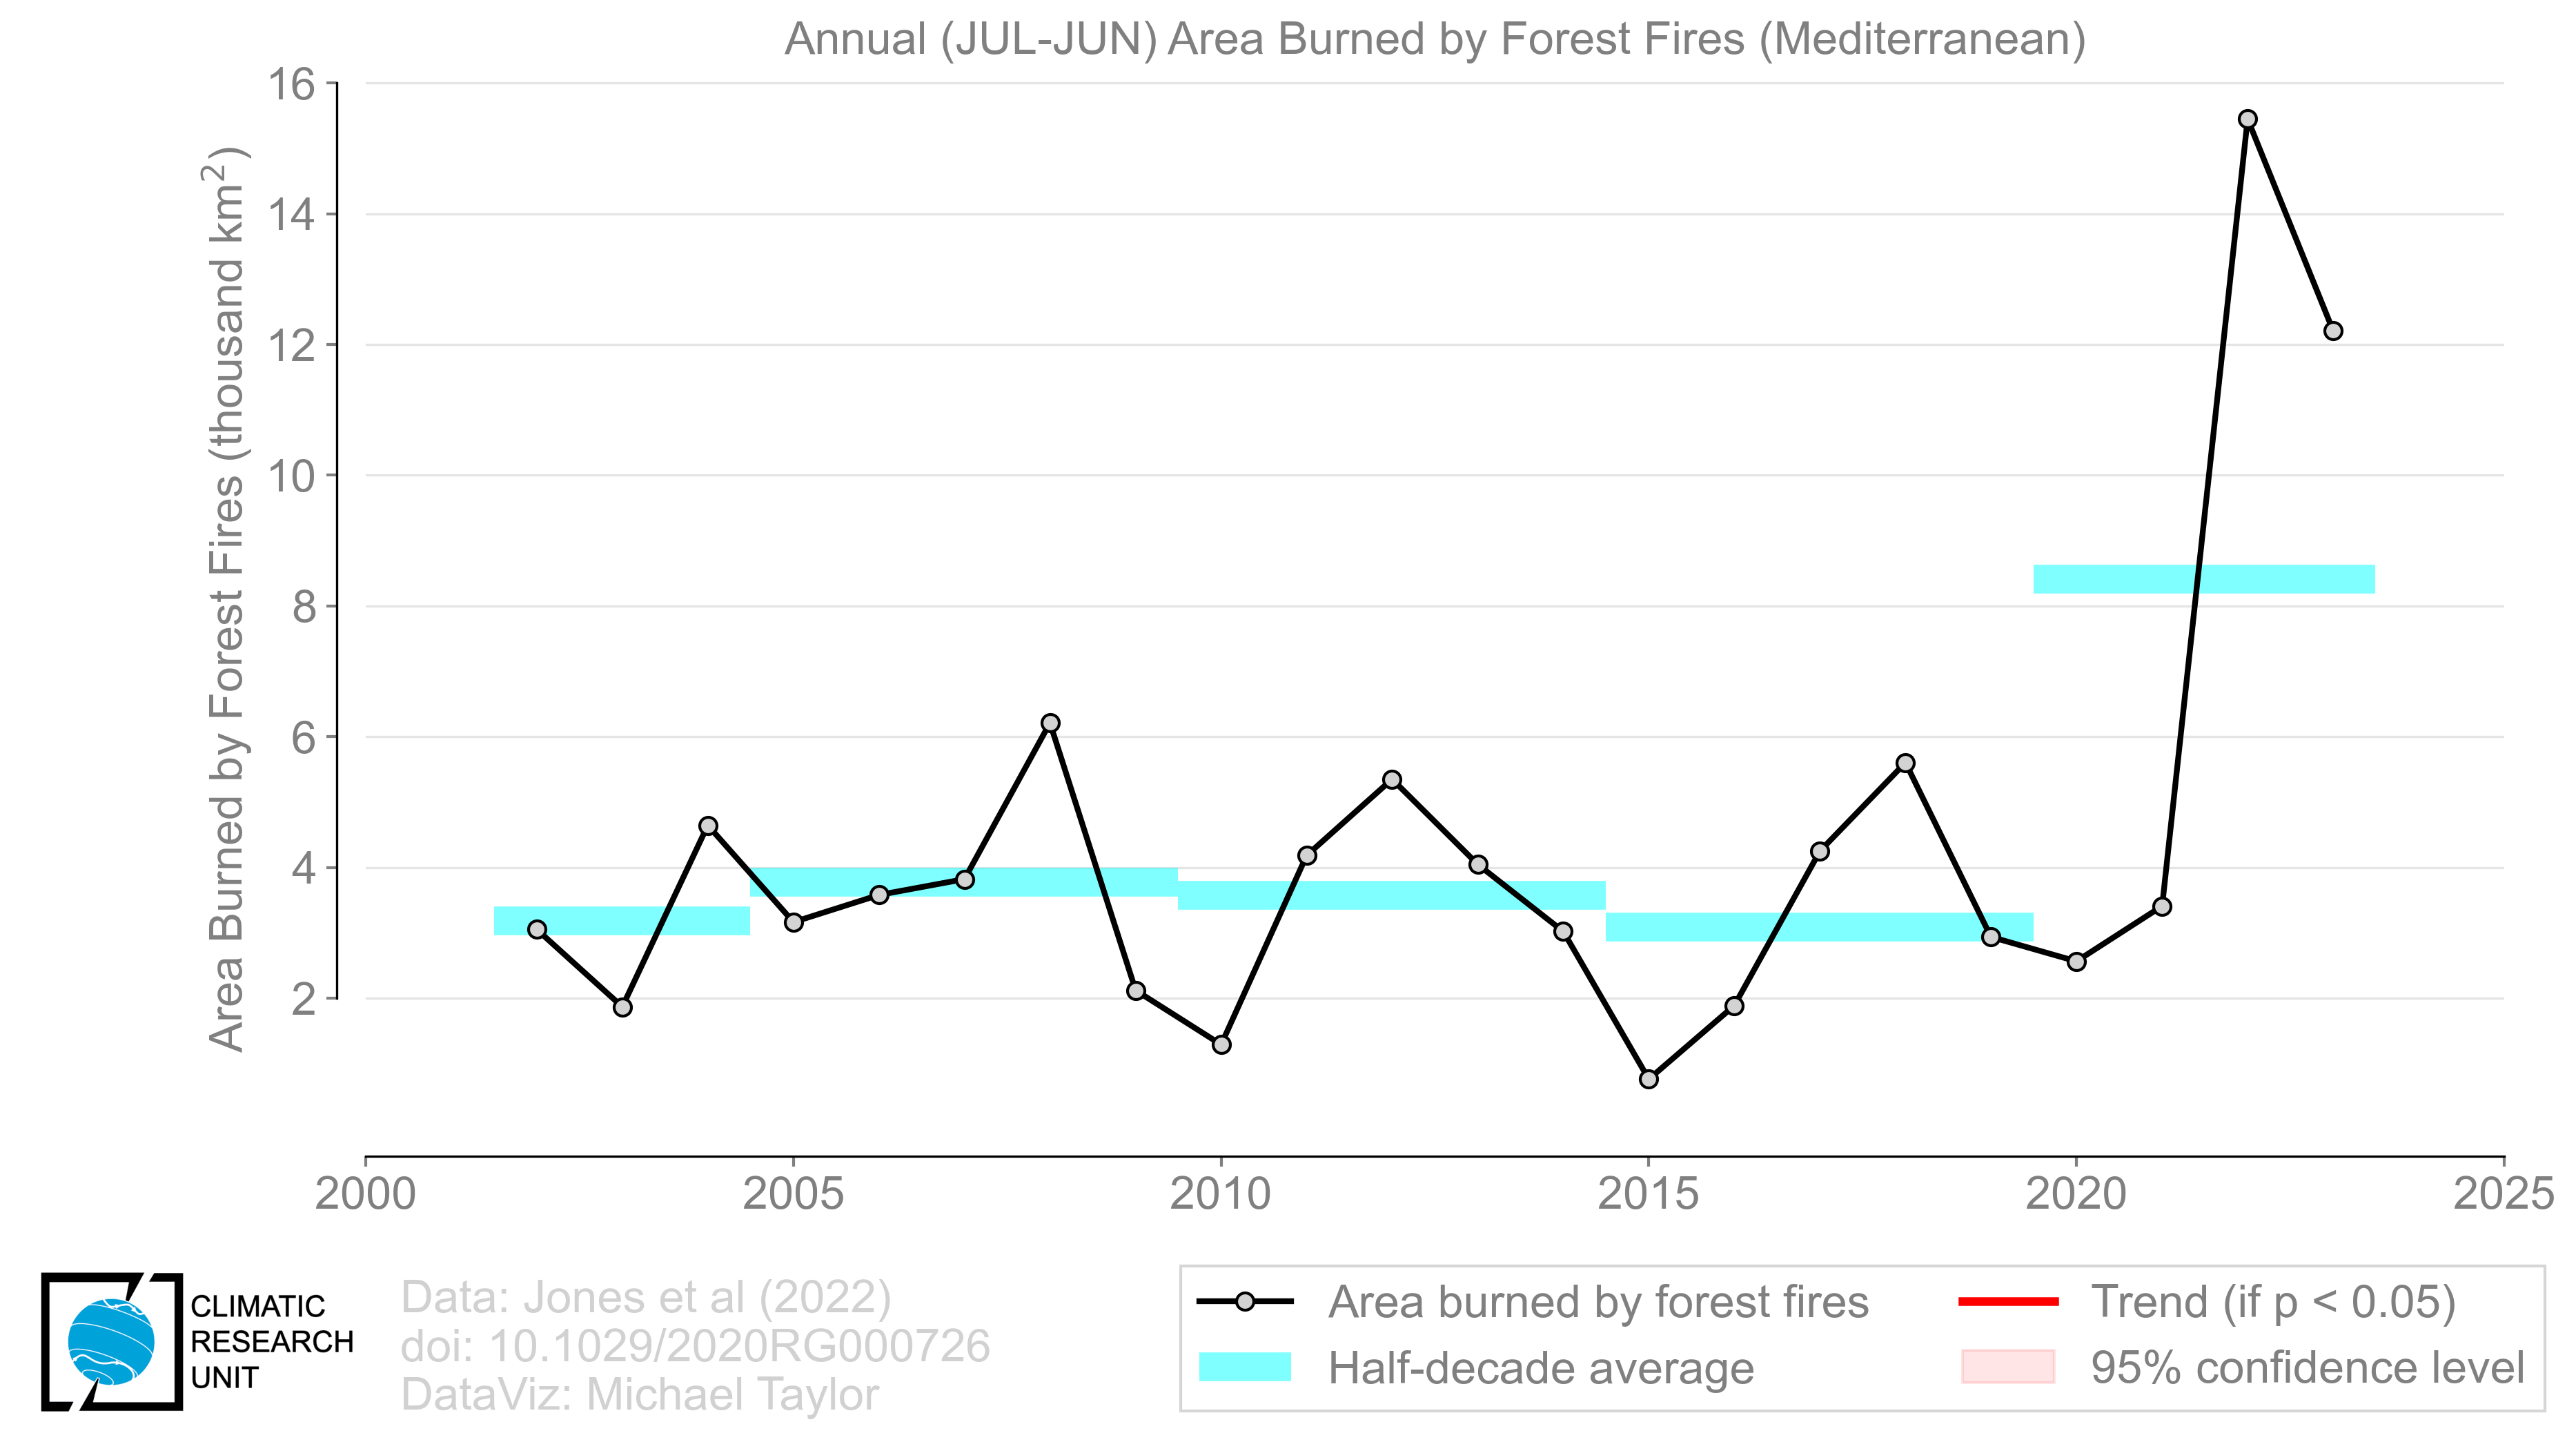 Annual (JUL-JUN) Area Burned by Forest Fires (Mediterranean)
Area Burned by Forest Fires (thousand km²)
16
14
12
10
8
6
4
2
2000 2005 2010 2015 2020 2025
CLIMATIC
RESEARCH
UNIT
Data: Jones et al (2022)
doi: 10.1029/2020RG000726
DataViz: Michael Taylor
Area burned by forest fires
Half-decade average
Trend (if p < 0.05)
95% confidence level